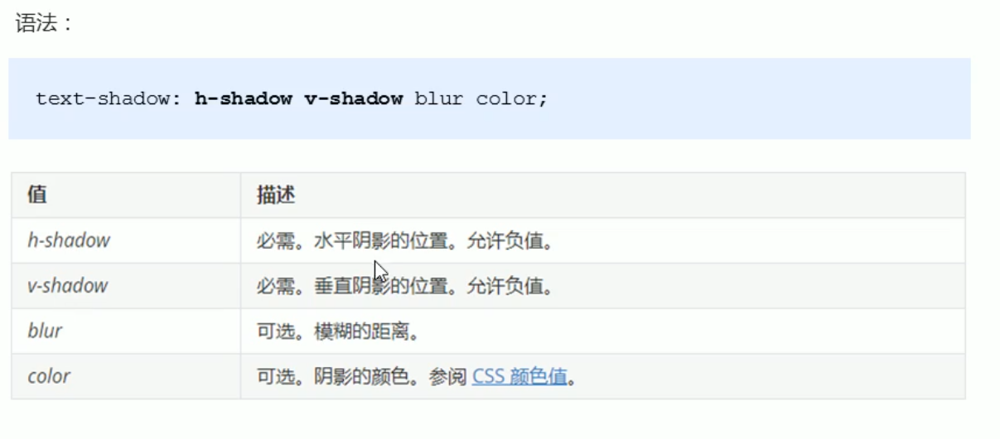 语法：
text-shadow: h-shadow v-shadow blur color;
值 描述
h-shadow 必需。水平阴影的位置。允许负值。
v-shadow 必需。垂直阴影的位置。允许负值。
blur 可选。模糊的距离。
color 可选。阴影的颜色。参阅 CSS 颜色值。